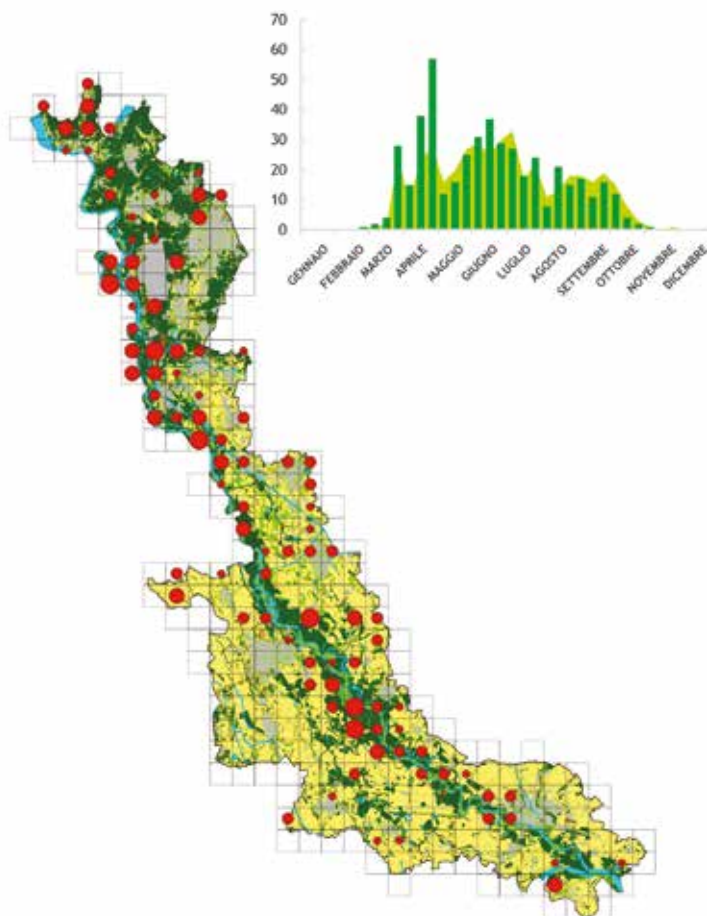 70
60
50
40
30
20
10
0
GENNAIO
FEBBRAIO
MARZO
APRILE
MAGGIO
GIUGNO
LUGLIO
AGOSTO
SETTEMBRE
OTTOBRE
NOVEMBRE
DICEMBRE